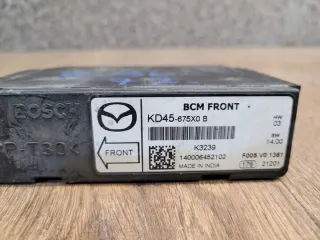 BCM FRONT
BOSCH
KD45-675X0 B
HW
03
SW
14.00
FRONT
K3239
140006452102
MADE IN INDIA
F005 V0 1361
21201